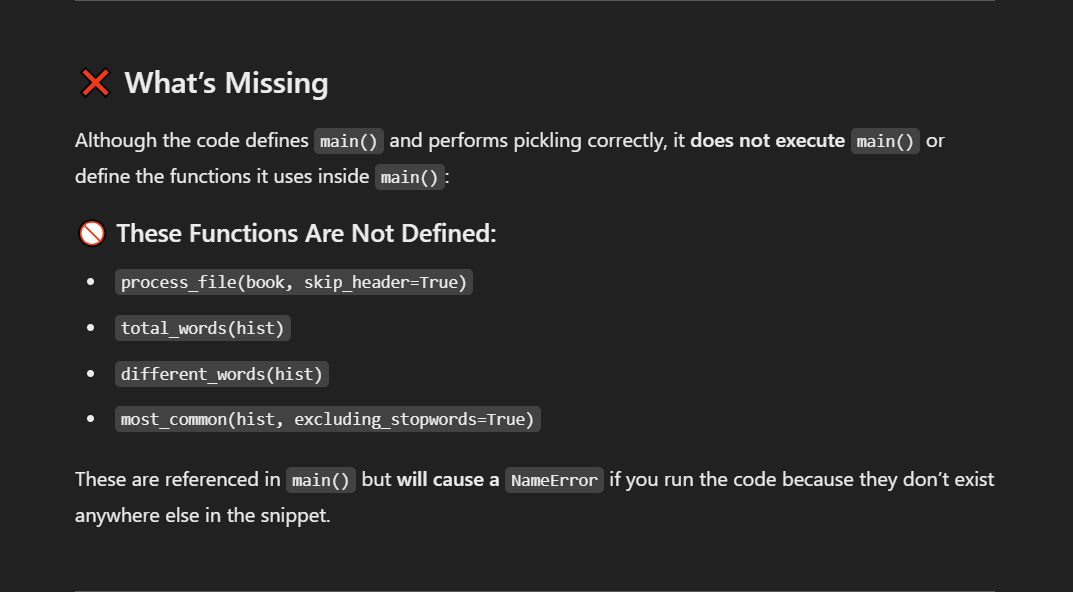 ❌ What’s Missing
Although the code defines main() and performs pickling correctly, it does not execute main() or
define the functions it uses inside main():
🚫 These Functions Are Not Defined:
• process_file(book, skip_header=True)
• total_words(hist)
• different_words(hist)
• most_common(hist, excluding_stopwords=True)
These are referenced in main() but will cause a NameError if you run the code because they don’t exist
anywhere else in the snippet.